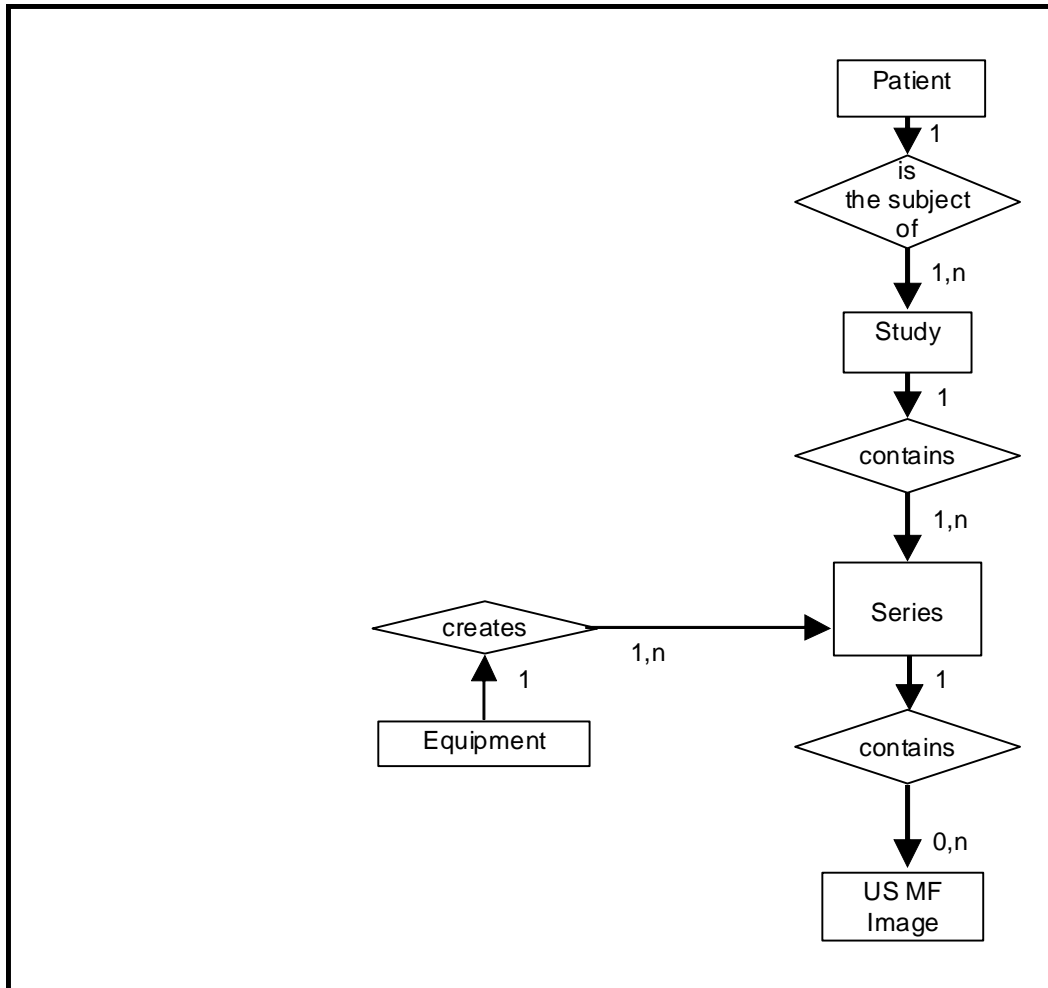 Patient
1
is
the subject
of
1,n
Study
1
contains
1,n
Series
creates
1,n
1
Equipment
1
contains
0,n
US MF
Image